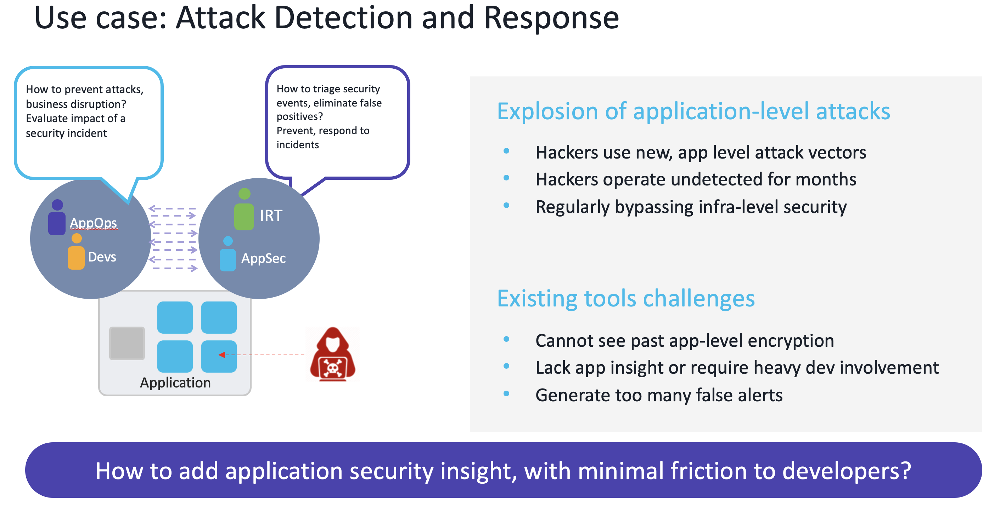 Use case: Attack Detection and Response
How to prevent attacks,
business disruption?
Evaluate impact of a
security incident
How to triage security
events, eliminate false
positives?
Prevent, respond to
incidents
AppOps
Devs
IRT
AppSec
Application
Explosion of application-level attacks
• Hackers use new, app level attack vectors
• Hackers operate undetected for months
• Regularly bypassing infra-level security
Existing tools challenges
• Cannot see past app-level encryption
• Lack app insight or require heavy dev involvement
• Generate too many false alerts
How to add application security insight, with minimal friction to developers?